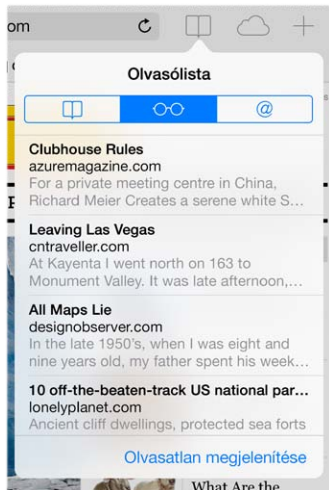 om
Olvasólista
@
Clubhouse Rules
azuremagazine.com
For a private meeting centre in China,
Richard Meier Creates a serene white S...
Leaving Las Vegas
cntraveller.com
At Kayenta I went north on 163 to
Monument Valley. It was late afternoon,...
All Maps Lie
designobserver.com
In the late 1950's, when I was eight and
nine years old, my father spent his week...
10 off-the-beaten-track US national par...
lonelyplanet.com
Ancient cliff dwellings, protected sea forts
Olvasatlan megjelenítése
What Are the